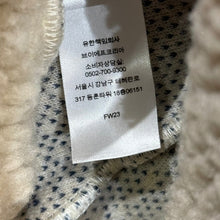 유한책임회사
브이에프코리아
소비자상담실:
0502-700-9300
서울시 강남구 테헤란로
317 동훈타워 1층06151
FW23